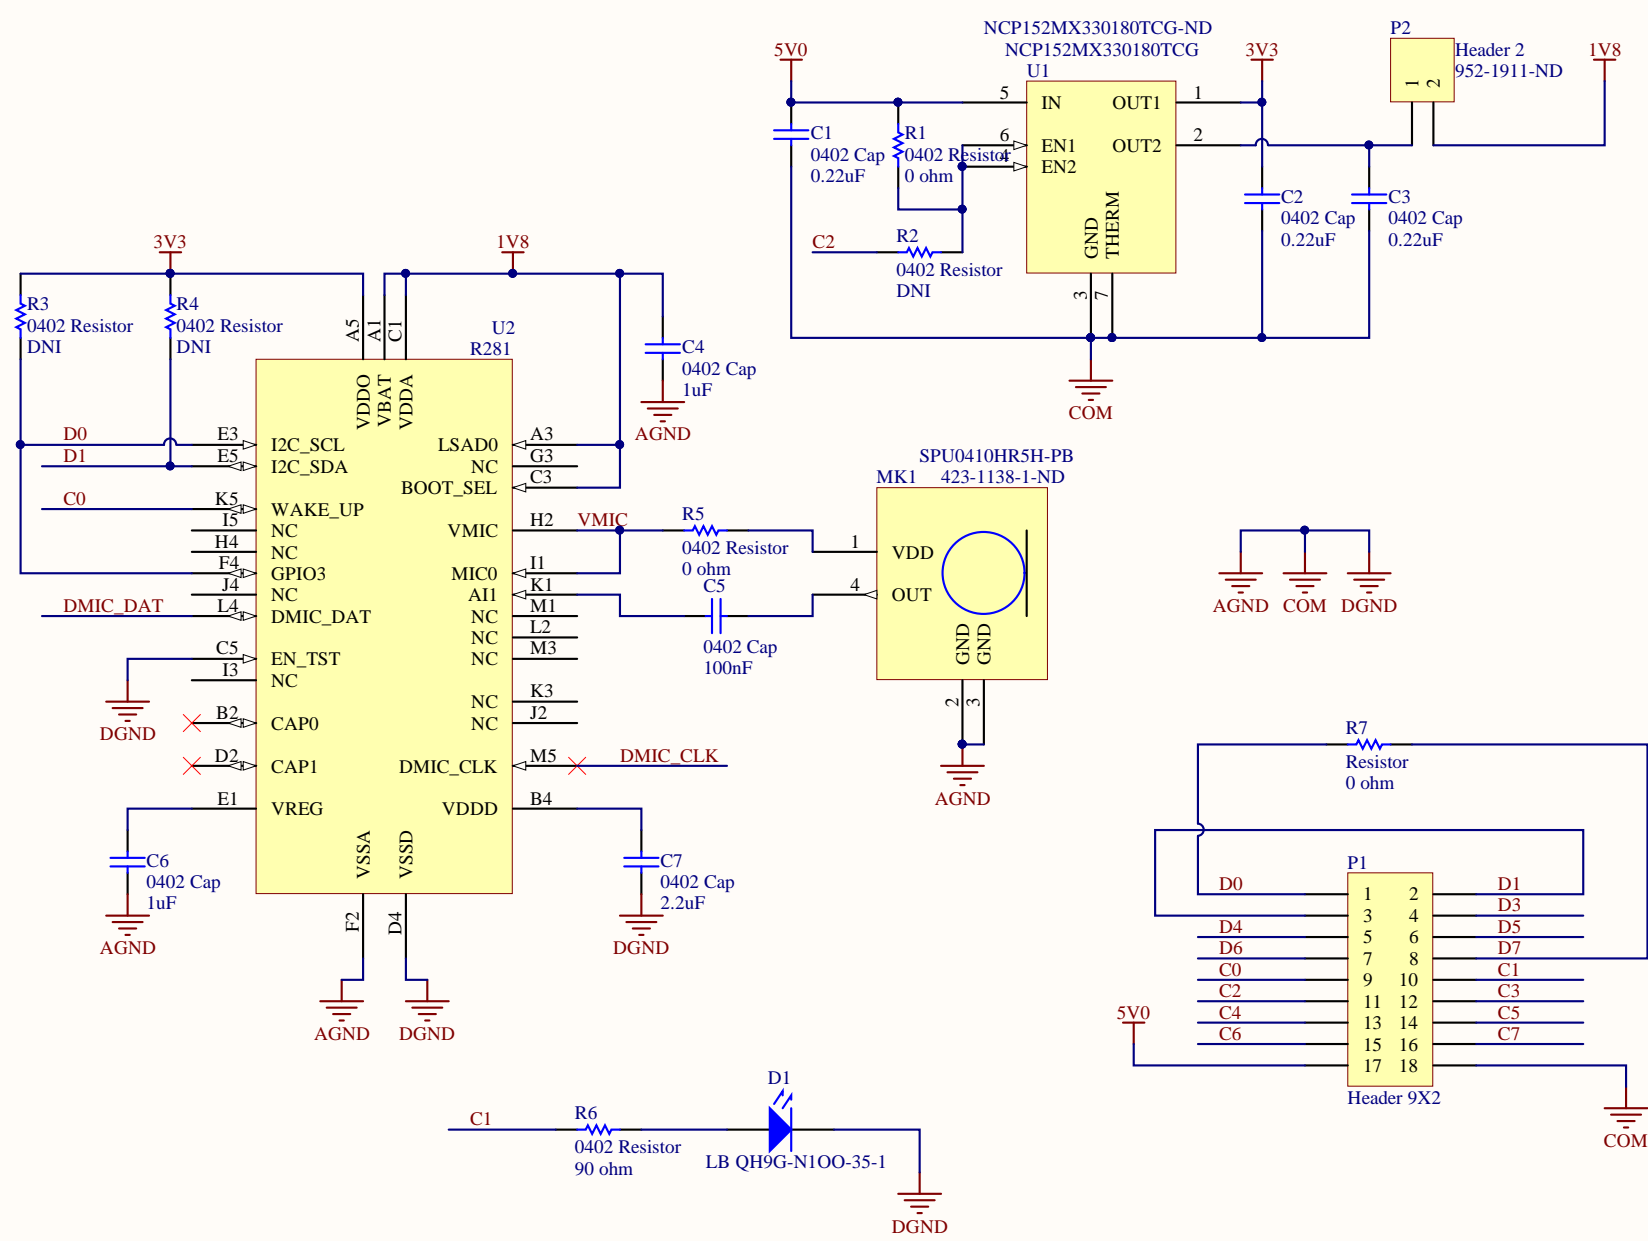 NCP152MX330180TCG-ND
NCP152MX330180TCG
U1
5V0
3V3
P2
Header 2
952-1911-ND
1V8
1
2
5
IN
OUT1
1
6
EN1
OUT2
2
4
EN2
GND
THERM
3
7
C1
0402 Cap
0.22uF
R1
0402 Resistor
0 ohm
C2
R2
0402 Resistor
DNI
C2
0402 Cap
0.22uF
C3
0402 Cap
0.22uF
COM
3V3
1V8
R3
0402 Resistor
DNI
R4
0402 Resistor
DNI
A5
A1
C1
U2
R281
C4
0402 Cap
1uF
AGND
VDDO
VBAT
VDDA
D0
E3
I2C_SCL
LSAD0
A3
D1
E5
I2C_SDA
NC
G3
BOOT_SEL
C3
C0
K5
WAKE_UP
I5
NC
VMIC
H2
VMIC
H4
NC
F4
GPIO3
MIC0
I1
J4
NC
AI1
K1
DMIC_DAT
L4
DMIC_DAT
NC
M1
NC
L2
C5
EN_TST
NC
M3
I3
NC
DGND
NC
K3
B2
CAP0
NC
J2
D2
CAP1
DMIC_CLK
M5
DMIC_CLK
E1
VREG
VDDD
B4
VSSA
VSSD
F2
D4
C6
0402 Cap
1uF
AGND
C7
0402 Cap
2.2uF
DGND
AGND
DGND
R5
0402 Resistor
0 ohm
C5
0402 Cap
100nF
SPU0410HR5H-PB
MK1
423-1138-1-ND
1
VDD
4
OUT
GND
GND
2
3
AGND
AGND
COM
DGND
R7
Resistor
0 ohm
P1
D0
1
2
D1
3
4
D3
D4
5
6
D5
D6
7
8
D7
C0
9
10
C1
C2
11
12
C3
C4
13
14
C5
C6
15
16
C7
5V0
17
18
Header 9X2
COM
C1
R6
0402 Resistor
90 ohm
D1
LB QH9G-N1OO-35-1
DGND